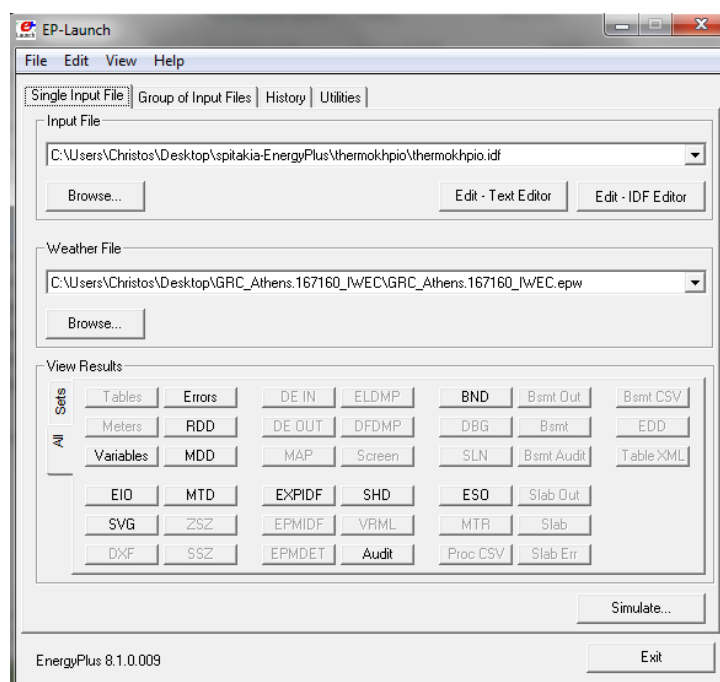 EP-Launch
File Edit View Help
Single Input File Group of Input Files History Utilities
Input File
C:\Users\Christos\Desktop\spitakia-EnergyPlus\thermokhpio\thermokhpio.idf
Browse... Edit - Text Editor Edit - IDF Editor
Weather File
C:\Users\Christos\Desktop\GRC_Athens.167160_IWEC\GRC_Athens.167160_IWEC.epw
Browse...
View Results
Sets
All
Tables Errors DE IN ELDMP BND Bsmt Out Bsmt CSV
Meters RDD DE OUT DFDMP DBG Bsmt EDD
Variables MDD MAP Screen SLN Bsmt Audit Table XML
EIO MTD EXPIDF SHD ESO Slab Out
SVG ZSZ EPMIDF VRML MTR Slab
DXF SSZ EPMDET Audit Proc CSV Slab Err
Simulate...
EnergyPlus 8.1.0.009 Exit